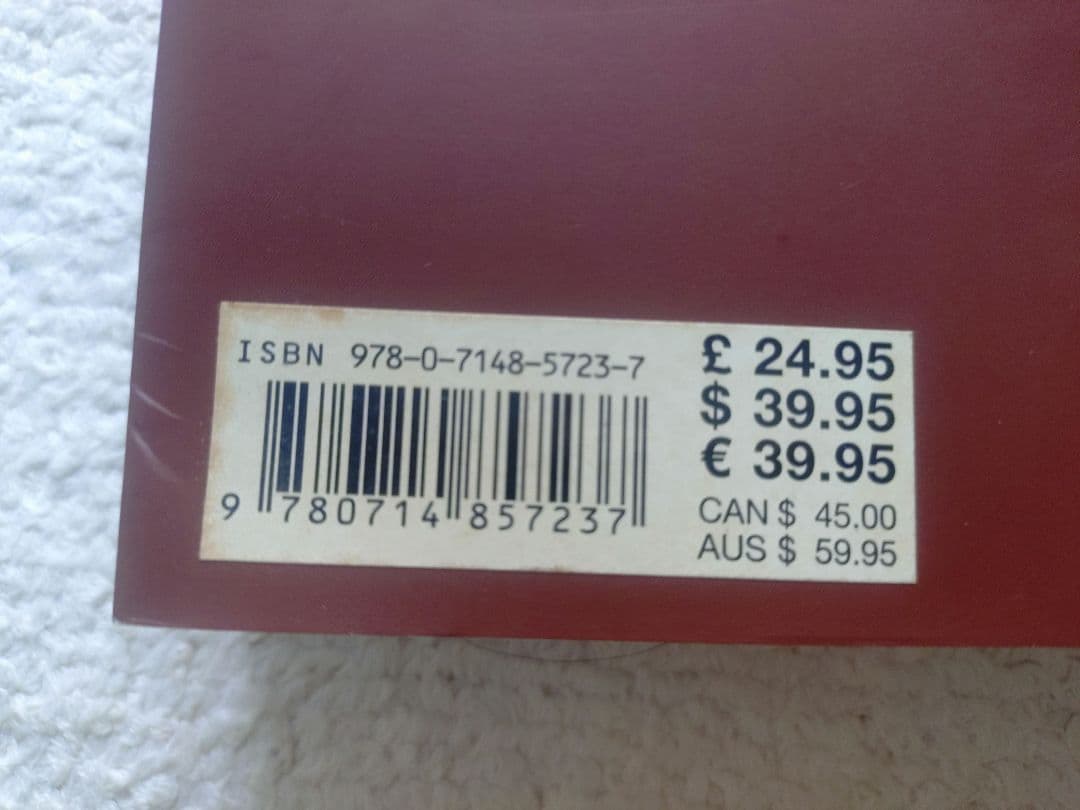 ISBN 978-0-7148-5723-7
9 780714 857237
£ 24.95
$ 39.95
€ 39.95
CAN $ 45.00
AUS $ 59.95